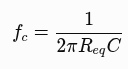 f_c = \frac{1}{2\pi R_{eq} C}